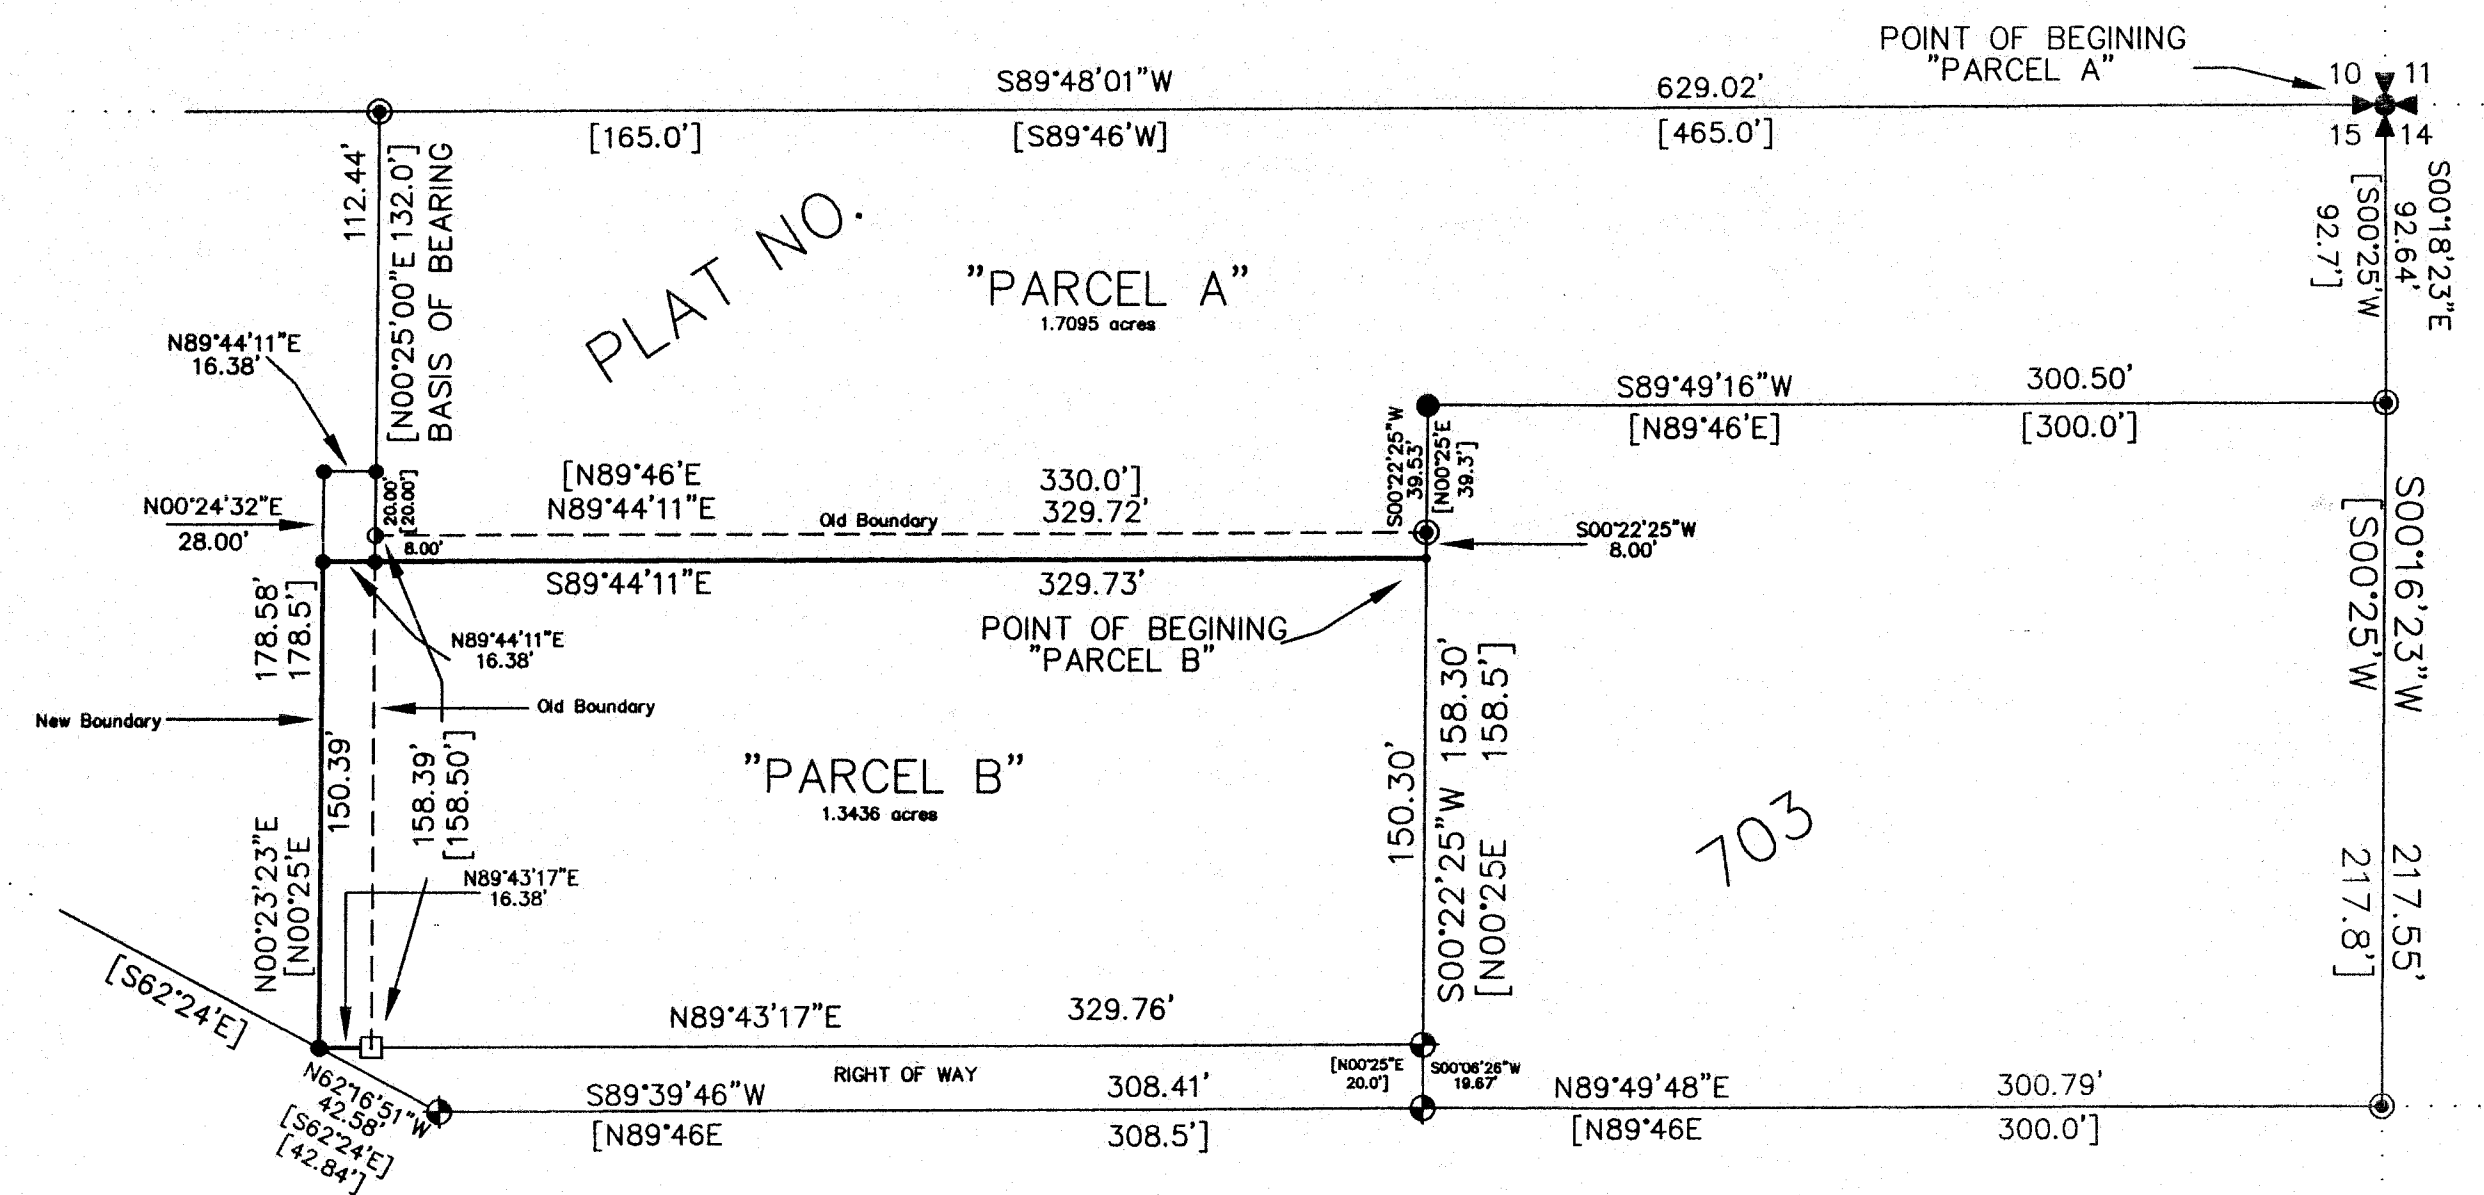 POINT OF BEGINING
"PARCEL A"
10 11
15 14
S89°48'01"W
629.02'
[165.0']
[S89°46'W]
[465.0']
112.44'
[N00°25'00"E 132.0']
BASIS OF BEARING
PLAT NO.
"PARCEL A"
1.7095 acres
S00°18'23"E
92.64'
[S00°25'W
92.7']
N89°44'11"E
16.38'
S89°49'16"W
300.50'
[N89°46'E]
[300.0']
S00°22'25"W
39.53'
[N00°25'E
39.3']
[N89°46'E
330.0']
N89°44'11"E
329.72'
Old Boundary
20.00'
[20.00']
8.00'
N00°24'32"E
28.00'
S00°22'25"W
8.00'
S89°44'11"E
329.73'
178.58'
178.5']
N89°44'11"E
16.38'
POINT OF BEGINING
"PARCEL B"
New Boundary
Old Boundary
150.39'
158.39'
[158.50']
"PARCEL B"
1.3436 acres
150.30'
S00°22'25"W 158.30'
[N00°25E 158.5']
703
S00°16'23"W
217.55'
[S00°25'W
217.8']
N00°23'23"E
[N00°25'E
N89°43'17"E
16.38'
[S62°24'E]
N89°43'17"E
329.76'
RIGHT OF WAY
[N00°25"E
20.0']
S00°06'26"W
19.67'
N62°16'51"W
42.58'
[S62°24'E]
[42.84']
S89°39'46"W
308.41'
[N89°46E
308.5']
N89°49'48"E
300.79'
[N89°46E
300.0']